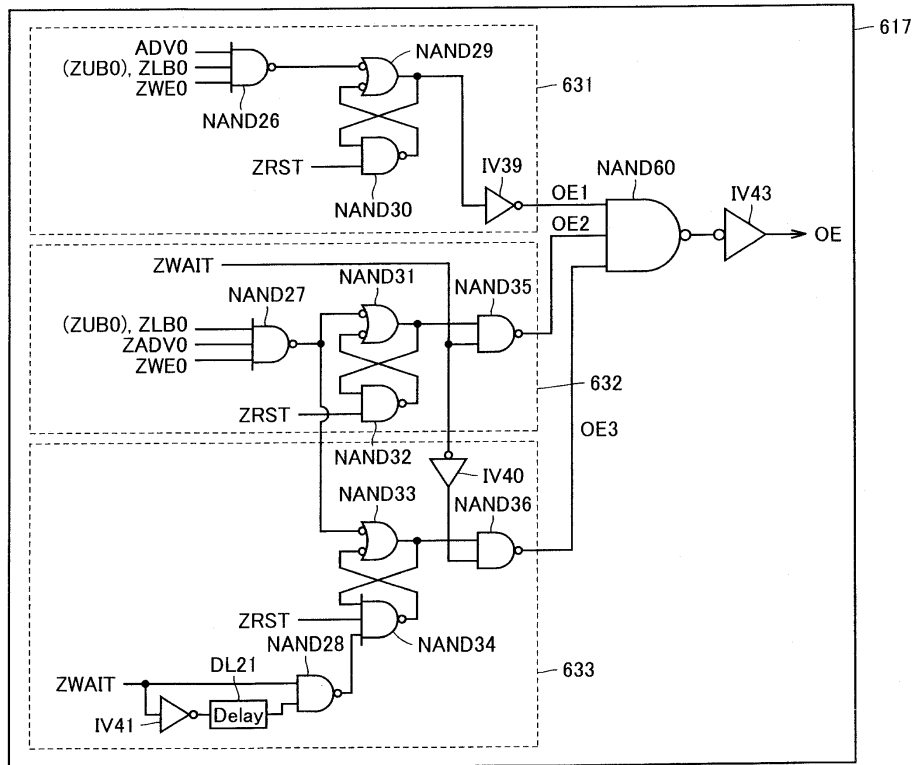 617
ADV0
(ZUB0), ZLB0
ZWE0
NAND26
NAND29
631
ZRST
NAND30
IV39
OE1
NAND60
IV43
OE
OE2
ZWAIT
NAND31
NAND35
NAND27
(ZUB0), ZLB0
ZADV0
ZWE0
632
ZRST
NAND32
OE3
IV40
NAND33
NAND36
ZRST
NAND34
NAND28
DL21
633
ZWAIT
Delay
IV41